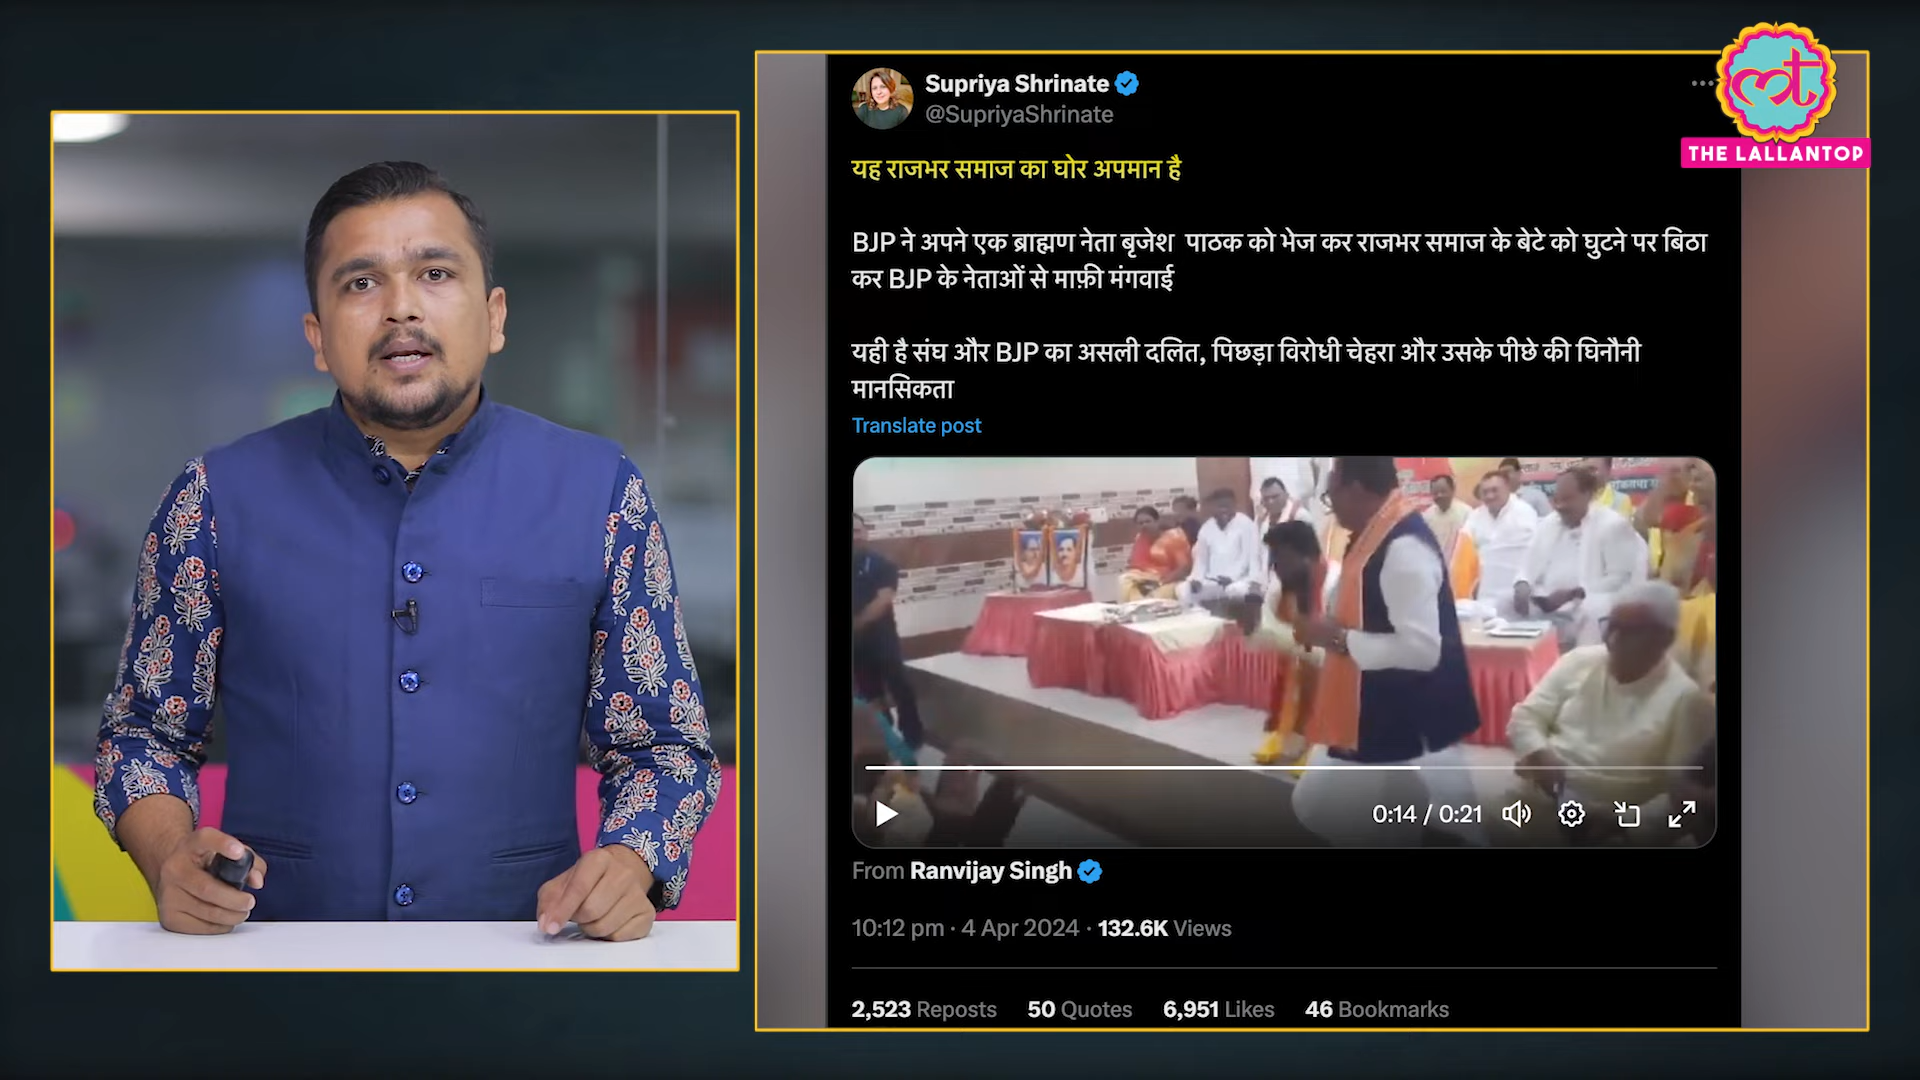 Supriya Shrinate
@SupriyaShrinate
THE LALLANTOP
यह राजभर समाज का घोर अपमान है
BJP ने अपने एक ब्राह्मण नेता बृजेश पाठक को भेज कर राजभर समाज के बेटे को घुटने पर बिठा
कर BJP के नेताओं से माफ़ी मंगवाई
यही है संघ और BJP का असली दलित, पिछड़ा विरोधी चेहरा और उसके पीछे की घिनौनी
मानसिकता
Translate post
0:14 / 0:21
From Ranvijay Singh
10:12 pm · 4 Apr 2024 · 132.6K Views
2,523 Reposts 50 Quotes 6,951 Likes 46 Bookmarks